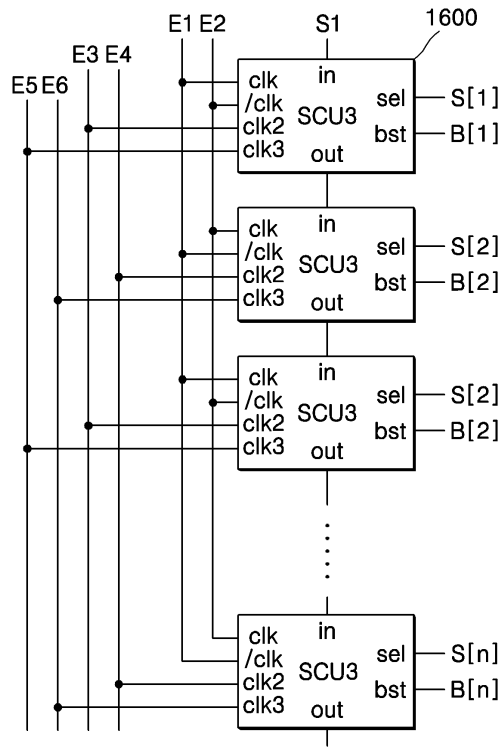 1600
E1 E2 S1
E3 E4
E5 E6
in
clk
/clk
clk2
clk3
SCU3
out
sel S[1]
bst B[1]
in
clk
/clk
clk2
clk3
SCU3
out
sel S[2]
bst B[2]
in
clk
/clk
clk2
clk3
SCU3
out
sel S[2]
bst B[2]
in
clk
/clk
clk2
clk3
SCU3
out
sel S[n]
bst B[n]